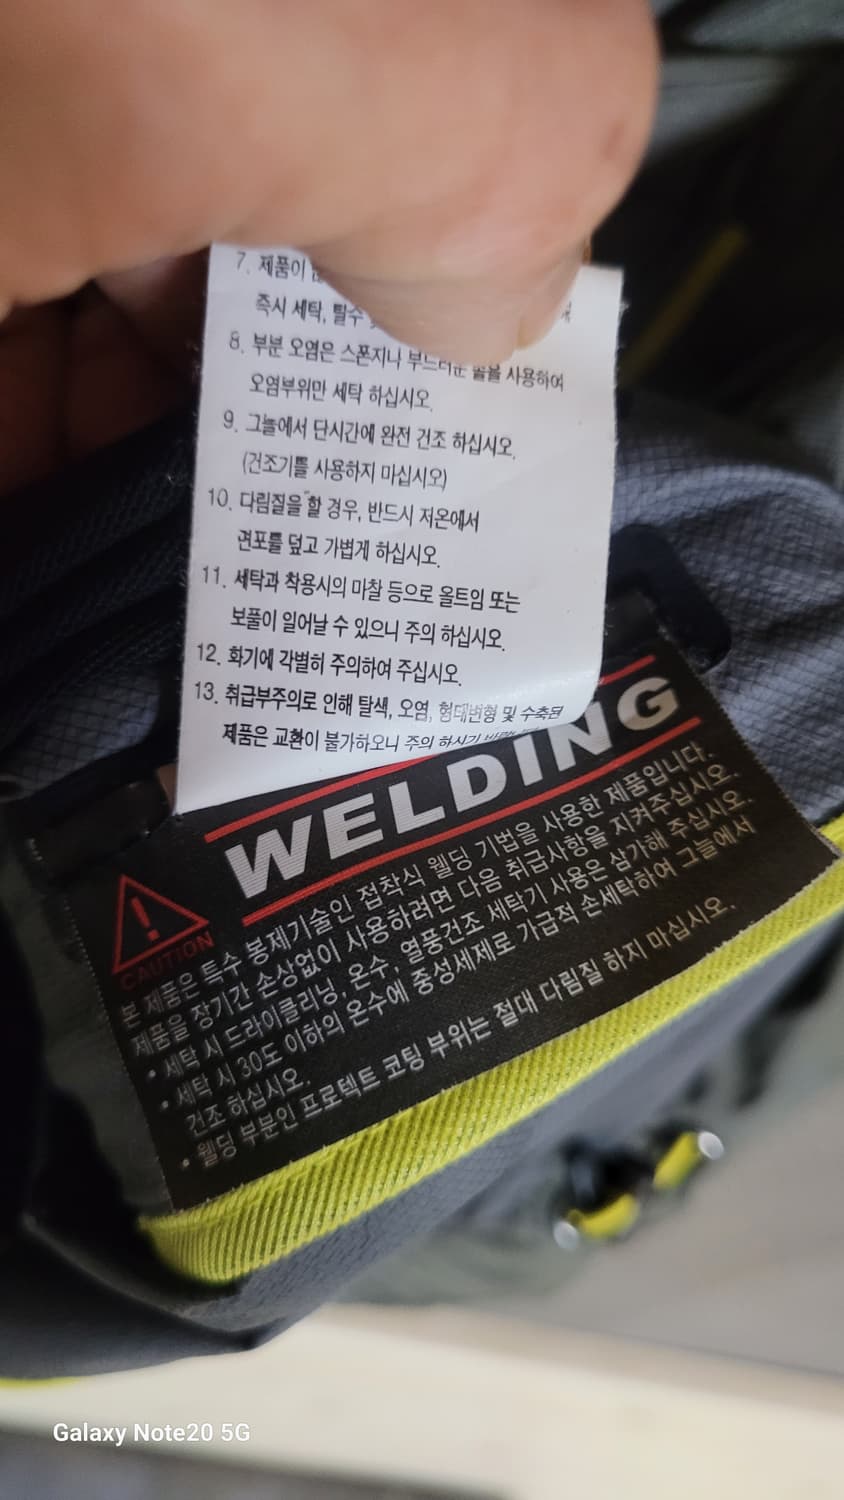 7. 제품이
즉시 세탁, 탈수
8. 부분 오염은 스폰지나 부드러운 솔을 사용하여
오염부위만 세탁 하십시오.
9. 그늘에서 단시간에 완전 건조 하십시오.
(건조기를 사용하지 마십시오)
10. 다림질을 할 경우, 반드시 저온에서
면포를 덮고 가볍게 하십시오.
11. 세탁과 착용시의 마찰 등으로 올트임 또는
보풀이 일어날 수 있으니 주의 하십시오.
12. 화기에 각별히 주의하여 주십시오.
13. 취급부주의로 인해 탈색, 오염, 형태변형 및 수축된
제품은 교환이 불가하오니 주의 하시기
WELDING
CAUTION
본 제품은 특수 봉제기술인 접착식 웰딩 기법을 사용한 제품입니다.
제품을 장기간 손상없이 사용하려면 다음 취급사항을 지켜주십시오.
• 세탁 시 드라이클리닝, 온수, 열풍건조 세탁기 사용은 삼가해 주십시오.
• 세탁 시 30도 이하의 온수에 중성세제로 가급적 손세탁하여 그늘에서
건조 하십시오.
• 웰딩 부분인 프로텍트 코팅 부위는 절대 다림질 하지 마십시오.
Galaxy Note20 5G